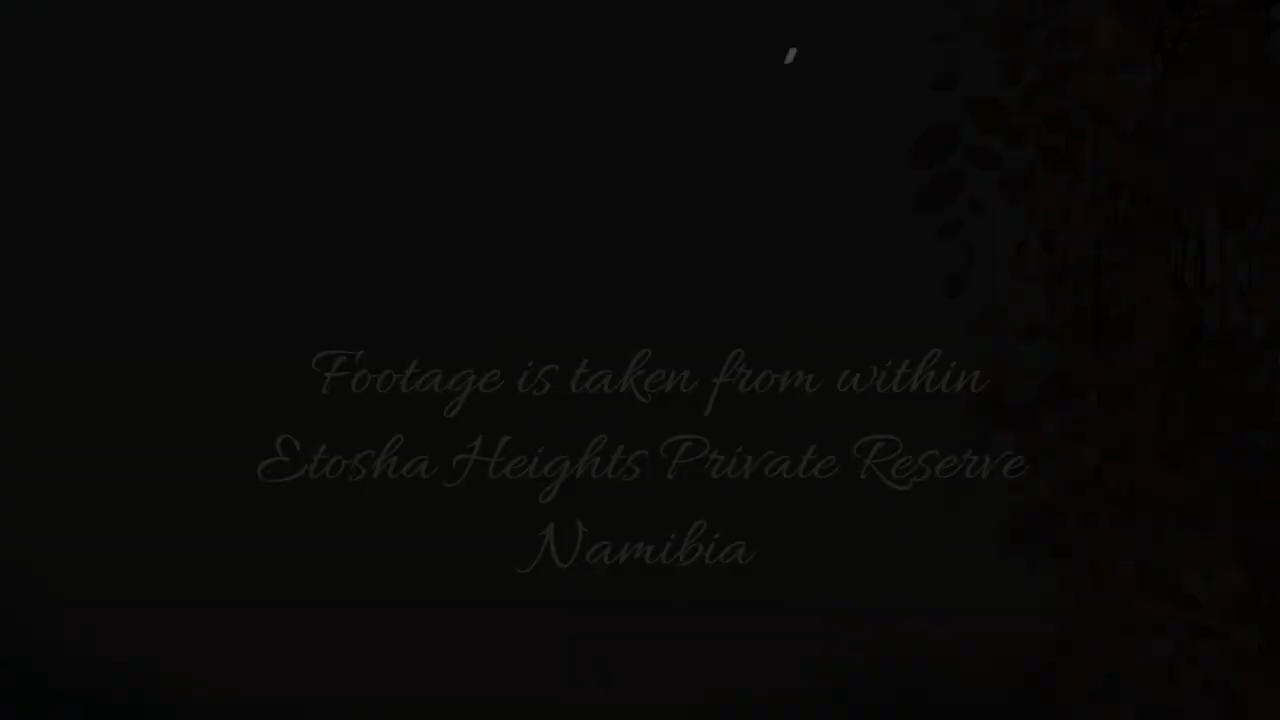 Footage is taken from within
Etosha Heights Private Reserve
Namibia